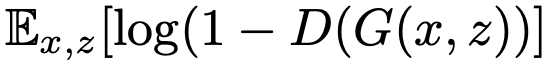 𝔼_{x,z}[log(1 − D(G(x, z))]